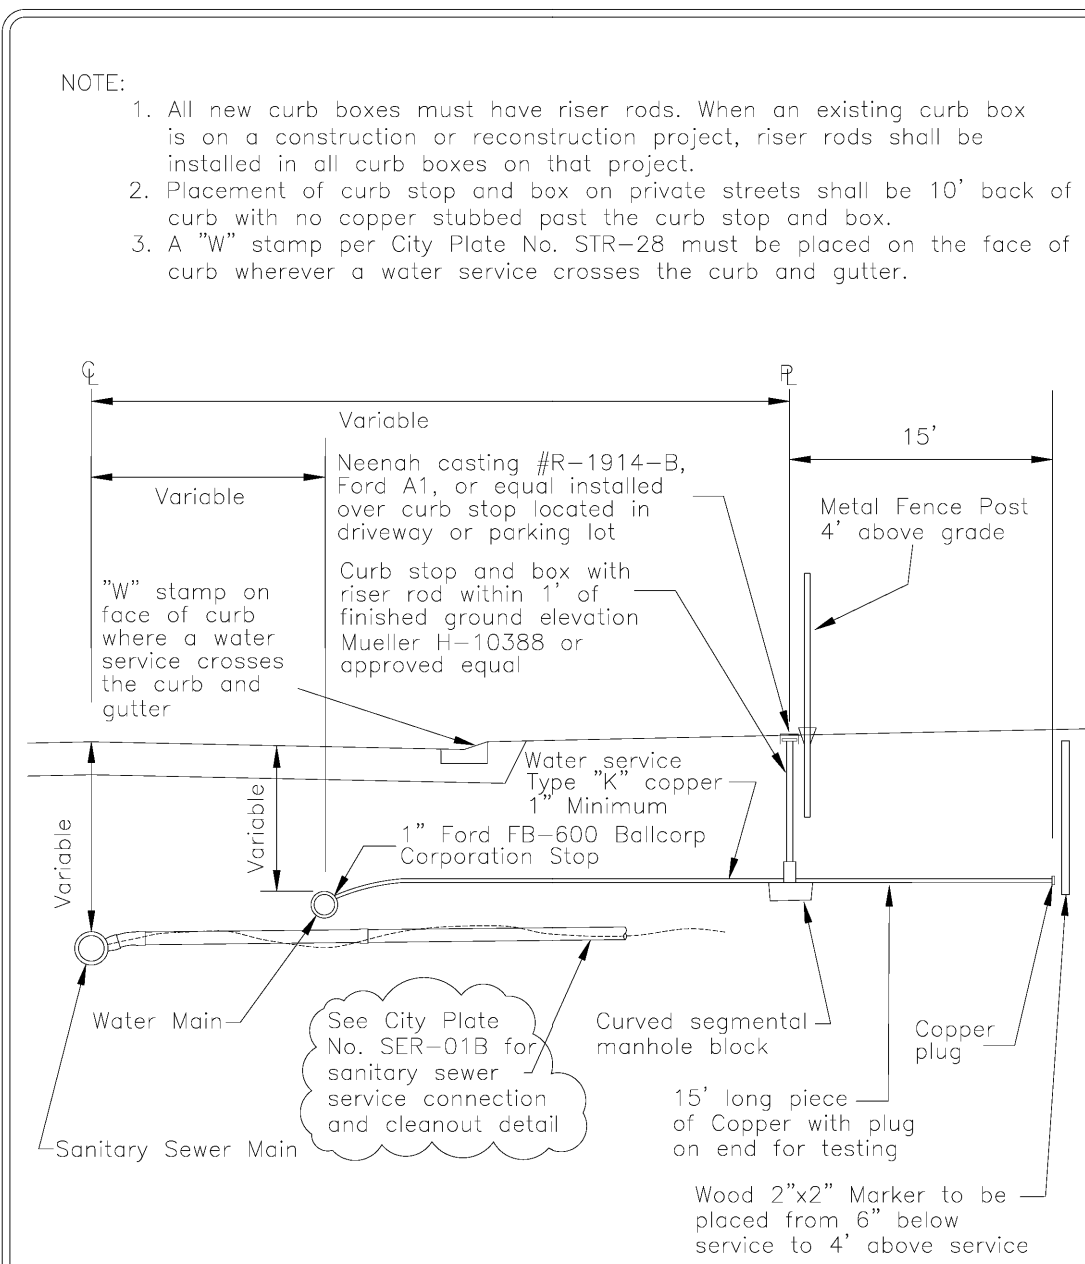 NOTE:
1. All new curb boxes must have riser rods. When an existing curb box
is on a construction or reconstruction project, riser rods shall be
installed in all curb boxes on that project.
2. Placement of curb stop and box on private streets shall be 10' back of
curb with no copper stubbed past the curb stop and box.
3. A "W" stamp per City Plate No. STR-28 must be placed on the face of
curb wherever a water service crosses the curb and gutter.
℄
PL
Variable
15'
Variable
Neenah casting #R-1914-B,
Ford A1, or equal installed
over curb stop located in
driveway or parking lot
Metal Fence Post
4' above grade
Curb stop and box with
riser rod within 1' of
finished ground elevation
Mueller H-10388 or
approved equal
"W" stamp on
face of curb
where a water
service crosses
the curb and
gutter
Water service
Type "K" copper
1" Minimum
Variable
Variable
1" Ford FB-600 Ballcorp
Corporation Stop
Water Main
See City Plate
No. SER-01B for
sanitary sewer
service connection
and cleanout detail
Curved segmental
manhole block
Copper
plug
15' long piece
of Copper with plug
on end for testing
Sanitary Sewer Main
Wood 2"x2" Marker to be
placed from 6" below
service to 4' above service